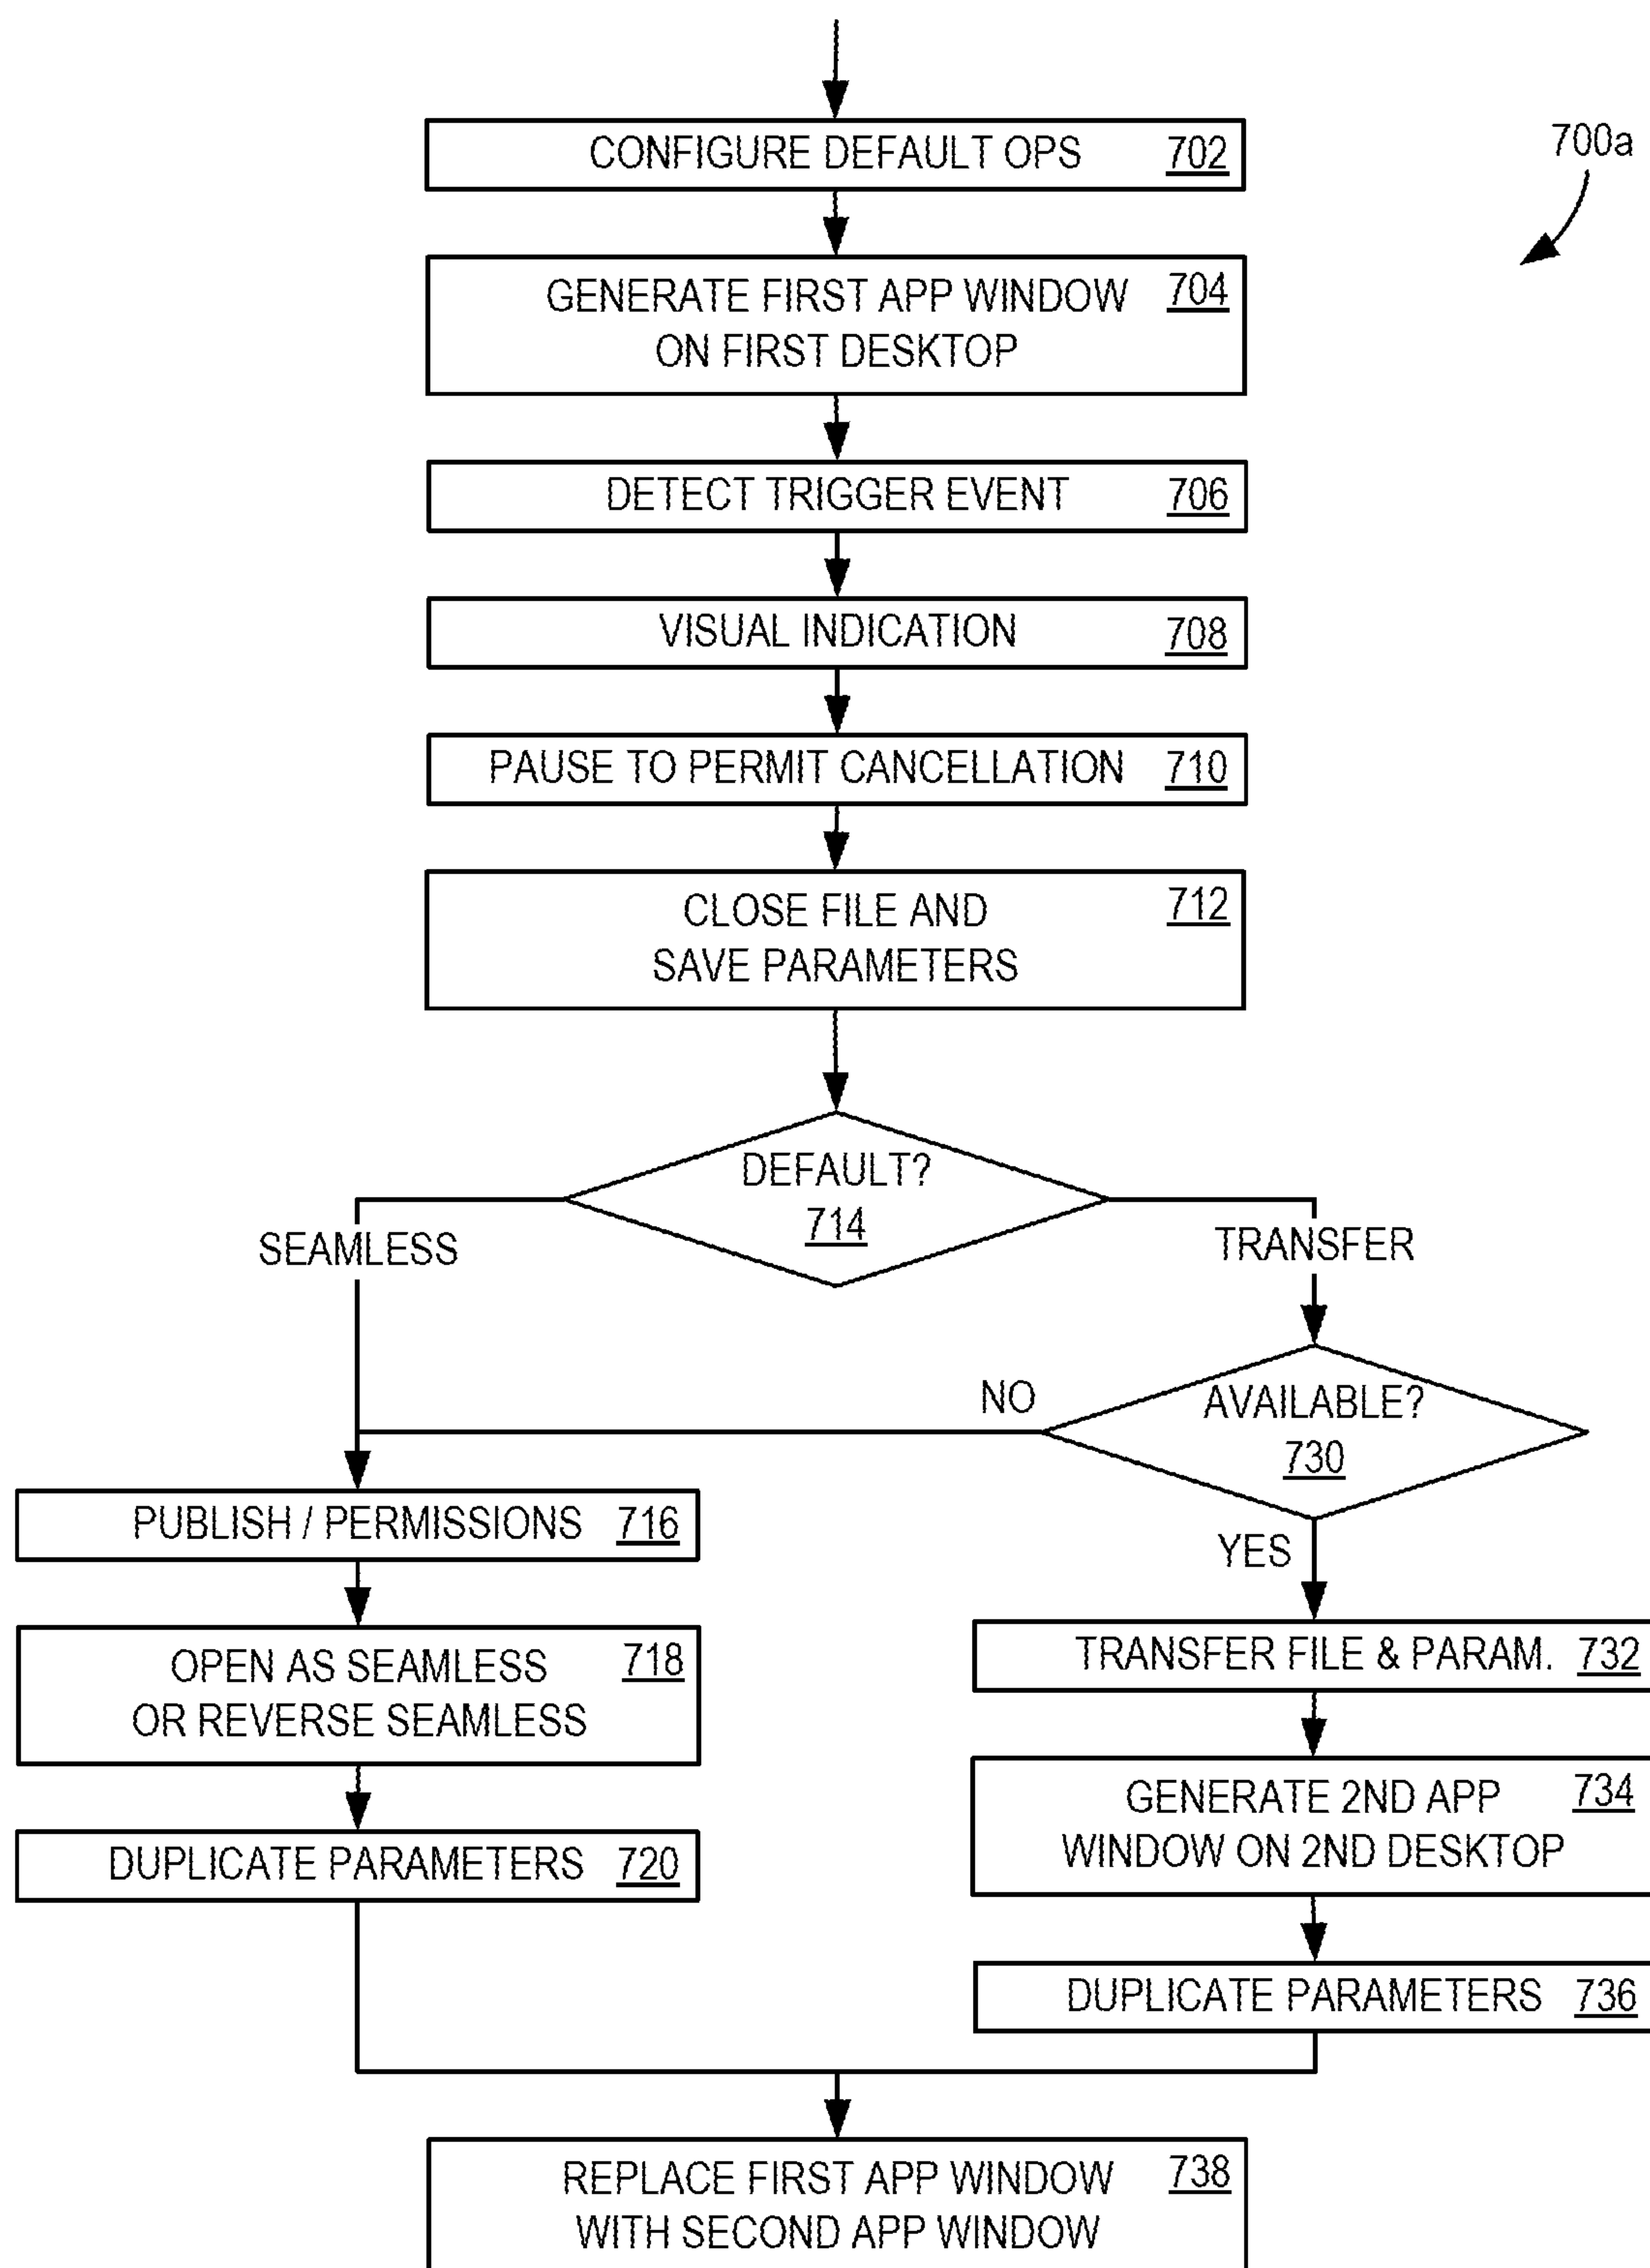 700a
CONFIGURE DEFAULT OPS 702
GENERATE FIRST APP WINDOW 704
ON FIRST DESKTOP
DETECT TRIGGER EVENT 706
VISUAL INDICATION 708
PAUSE TO PERMIT CANCELLATION 710
CLOSE FILE AND 712
SAVE PARAMETERS
DEFAULT?
714
SEAMLESS
TRANSFER
NO
AVAILABLE?
730
YES
PUBLISH / PERMISSIONS 716
OPEN AS SEAMLESS 718
OR REVERSE SEAMLESS
DUPLICATE PARAMETERS 720
TRANSFER FILE & PARAM. 732
GENERATE 2ND APP 734
WINDOW ON 2ND DESKTOP
DUPLICATE PARAMETERS 736
REPLACE FIRST APP WINDOW 738
WITH SECOND APP WINDOW